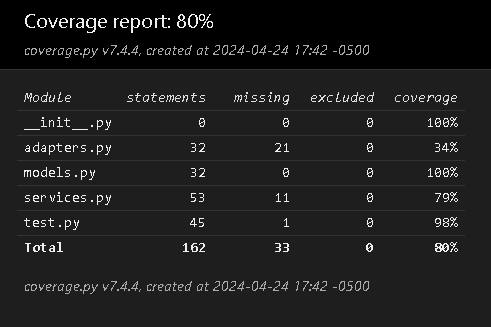 Coverage report: 80%
coverage.py v7.4.4, created at 2024-04-24 17:42 -0500
Module statements missing excluded coverage
__init__.py 0 0 0 100%
adapters.py 32 21 0 34%
models.py 32 0 0 100%
services.py 53 11 0 79%
test.py 45 1 0 98%
Total 162 33 0 80%
coverage.py v7.4.4, created at 2024-04-24 17:42 -0500